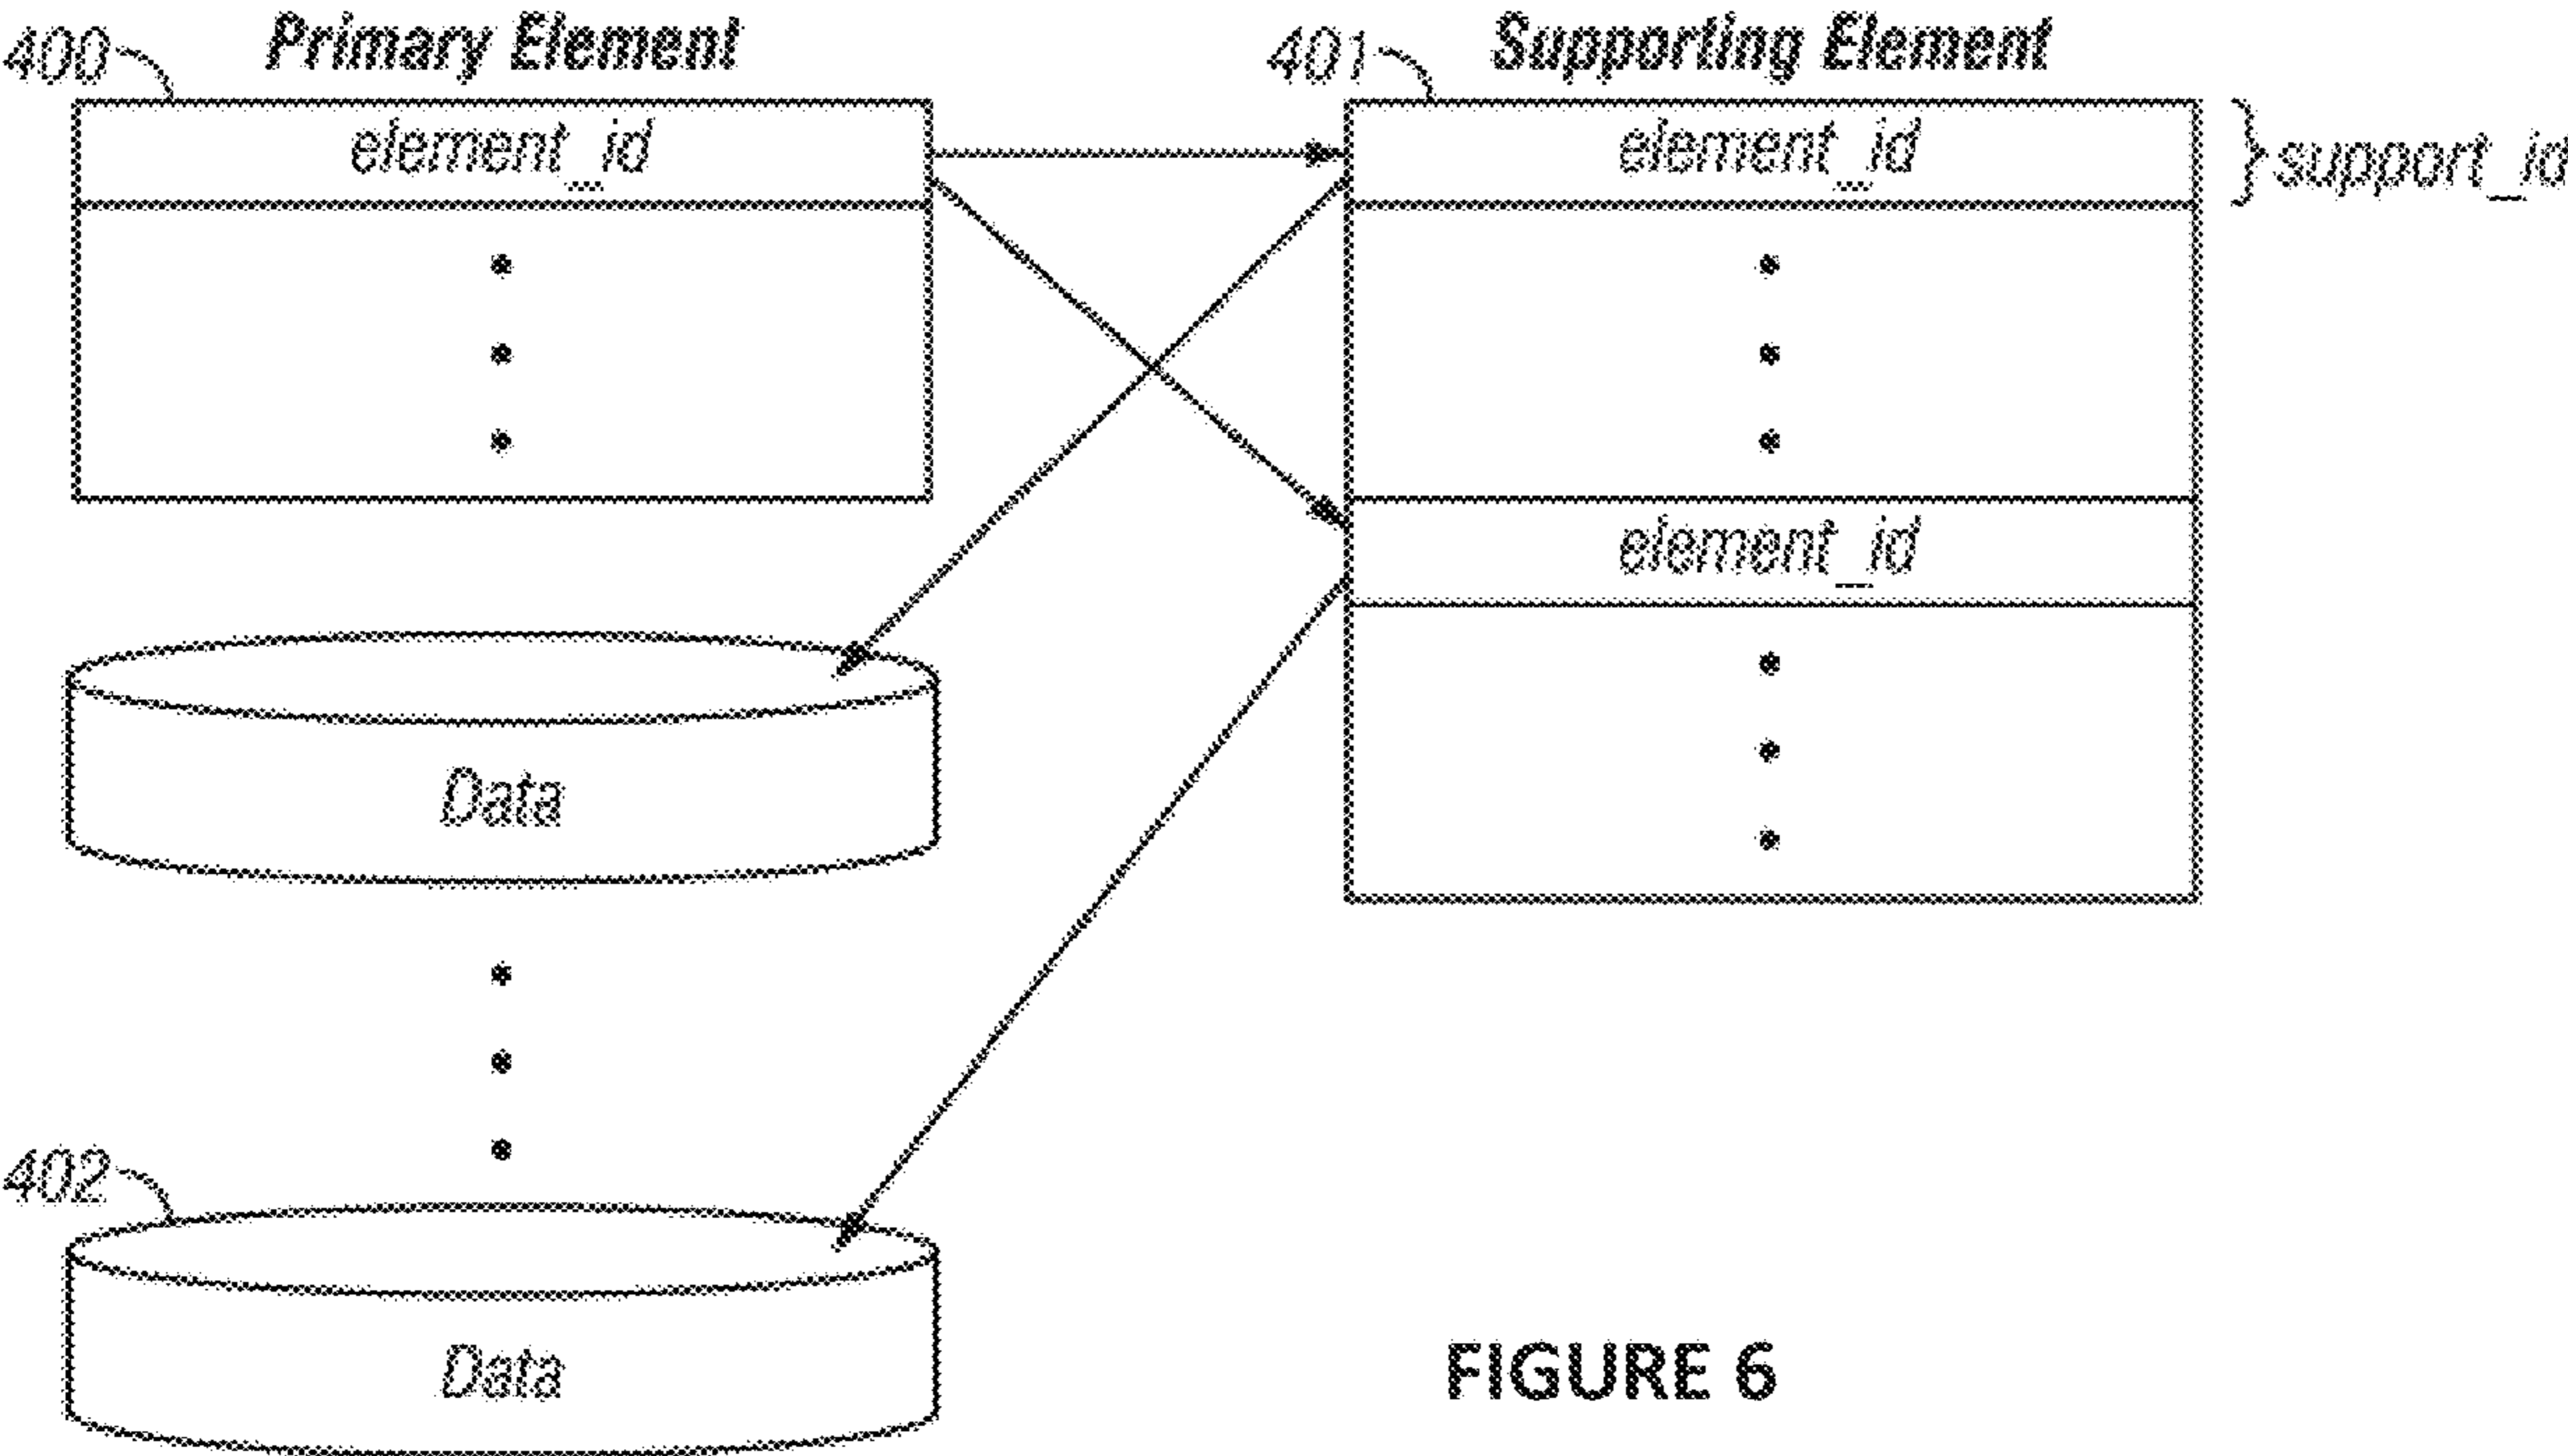 400
Primary Element
401
Supporting Element
element_id
element_id
support_id
element_id
Data
402
Data
FIGURE 6